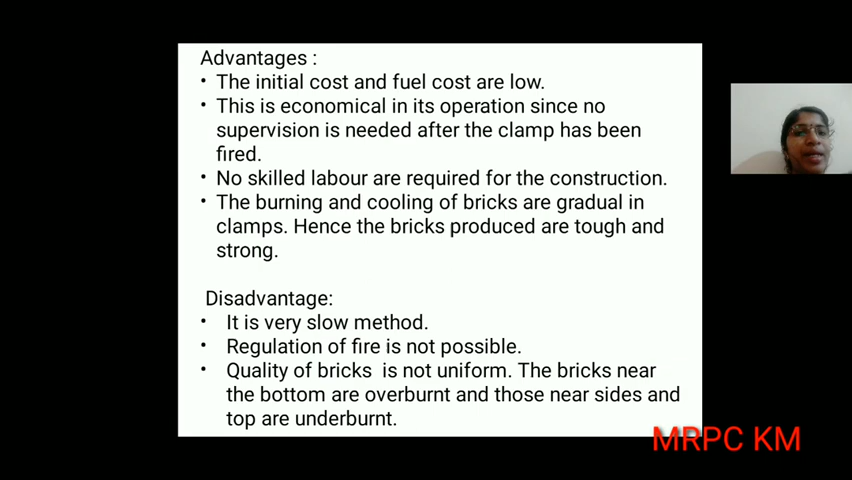 Advantages :
• The initial cost and fuel cost are low.
• This is economical in its operation since no
supervision is needed after the clamp has been
fired.
• No skilled labour are required for the construction.
• The burning and cooling of bricks are gradual in
clamps. Hence the bricks produced are tough and
strong.
Disadvantage:
• It is very slow method.
• Regulation of fire is not possible.
• Quality of bricks is not uniform. The bricks near
the bottom are overburnt and those near sides and
top are underburnt.
MRPC KM